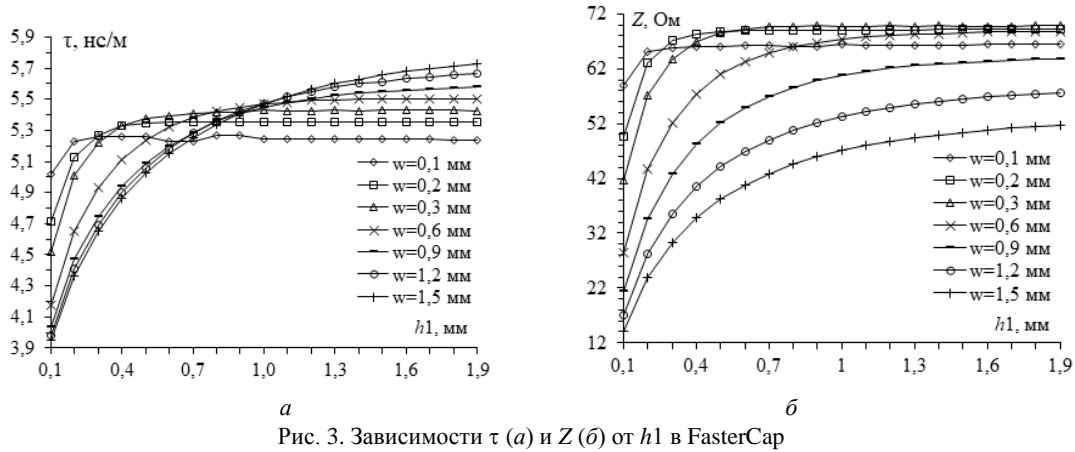 τ, нс/м
5,9
5,7
5,5
5,3
5,1
4,9
4,7
4,5
4,3
4,1
3,9
w=0,1 мм
w=0,2 мм
w=0,3 мм
w=0,6 мм
w=0,9 мм
w=1,2 мм
w=1,5 мм
h1, мм
0,1 0,4 0,7 1,0 1,3 1,6 1,9
а
Z, Ом
72
62
52
42
32
22
12
w=0,1 мм
w=0,2 мм
w=0,3 мм
w=0,6 мм
w=0,9 мм
w=1,2 мм
w=1,5 мм
h1, мм
0,1 0,4 0,7 1 1,3 1,6 1,9
б
Рис. 3. Зависимости τ (а) и Z (б) от h1 в FasterCap